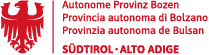 Autonome Provinz Bozen
Provincia autonoma di Bolzano
Provinzia autonoma de Bulsan
SÜDTIROL · ALTO ADIGE